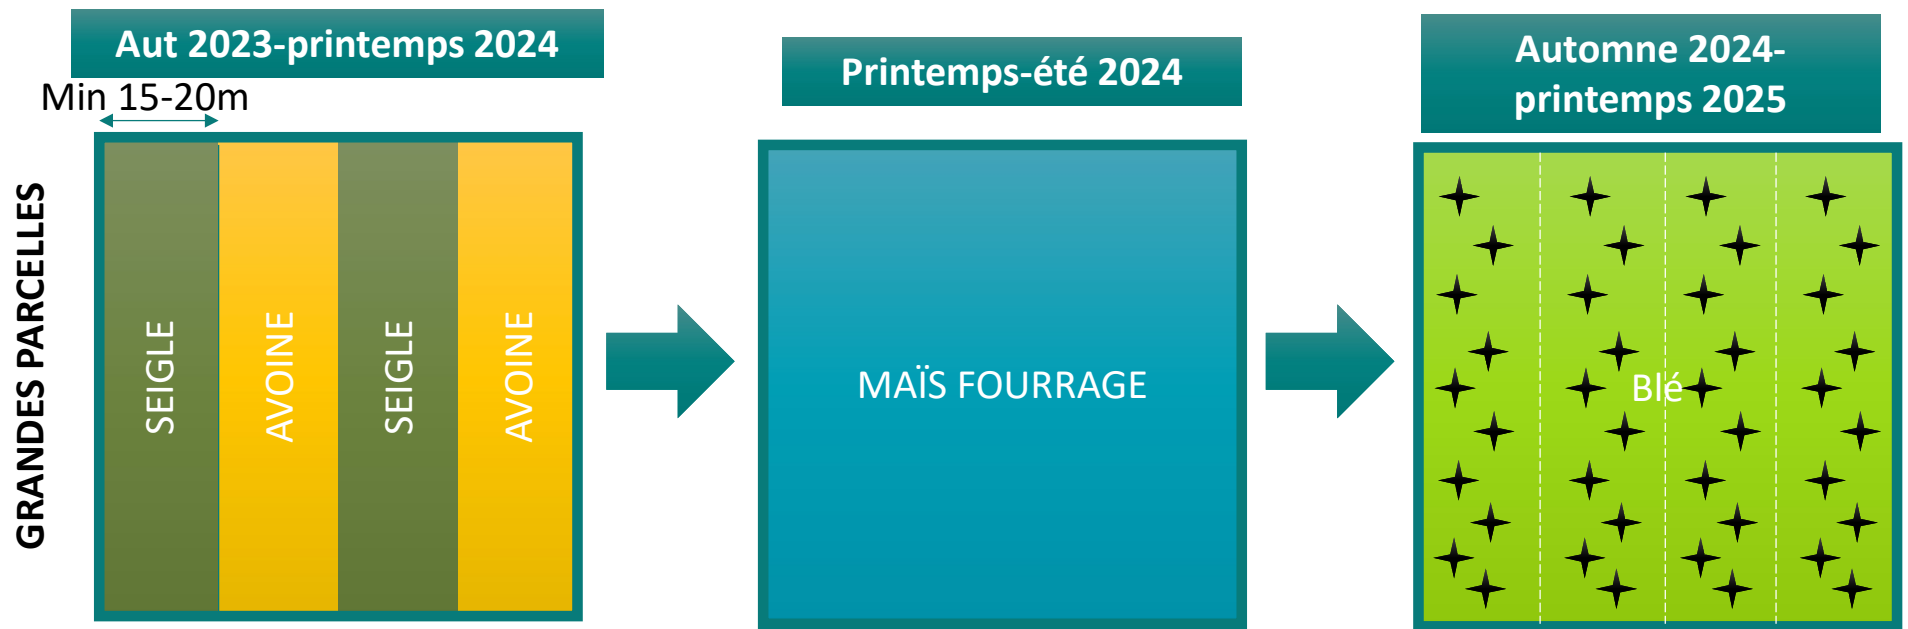 Aut 2023-printemps 2024
Min 15-20m
GRANDES PARCELLES
SEIGLE
AVOINE
SEIGLE
AVOINE
Printemps-été 2024
MAÏS FOURRAGE
Automne 2024-
printemps 2025
Blé